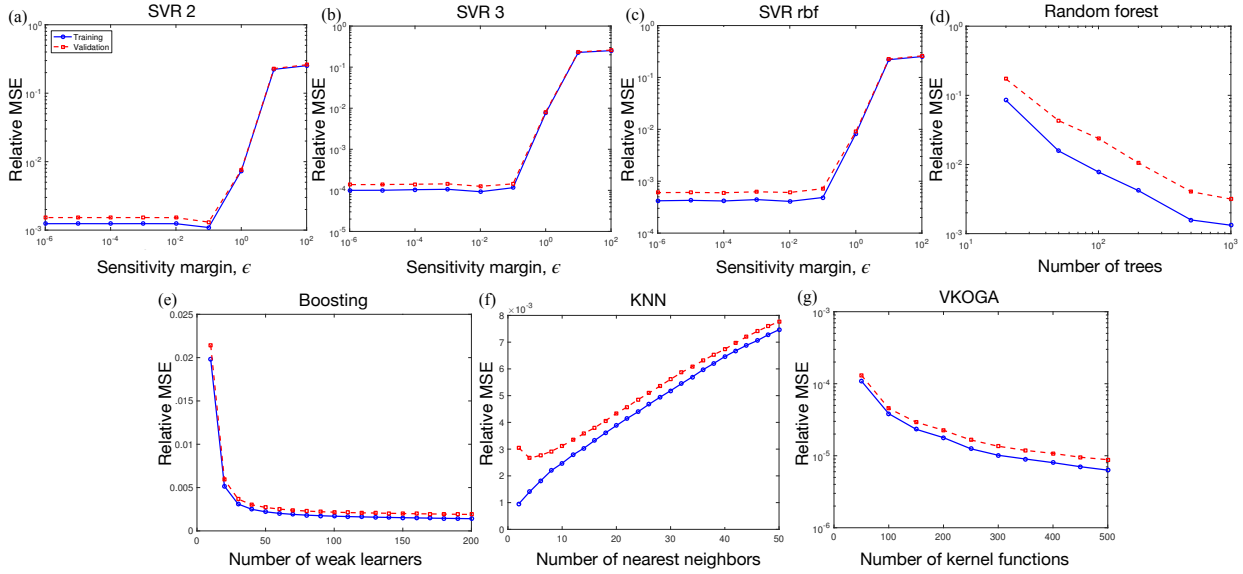 (a) SVR 2
10^0
10^-1
10^-2
10^-3
10^-6 10^-4 10^-2 10^0 10^2
Relative MSE
Sensitivity margin, ϵ
Training
Validation
(b) SVR 3
10^0
10^-1
10^-2
10^-3
10^-4
10^-5
10^-6 10^-4 10^-2 10^0 10^2
Relative MSE
Sensitivity margin, ϵ
(c) SVR rbf
10^0
10^-1
10^-2
10^-3
10^-4
10^-6 10^-4 10^-2 10^0 10^2
Relative MSE
Sensitivity margin, ϵ
(d) Random forest
10^0
10^-1
10^-2
10^-3
10^1 10^2 10^3
Relative MSE
Number of trees
(e) Boosting
0.025
0.02
0.015
0.01
0.005
0
0 50 100 150 200
Relative MSE
Number of weak learners
(f) KNN
×10^-3
8
7
6
5
4
3
2
1
0
0 10 20 30 40 50
Relative MSE
Number of nearest neighbors
(g) VKOGA
10^-3
10^-4
10^-5
10^-6
0 100 200 300 400 500
Relative MSE
Number of kernel functions